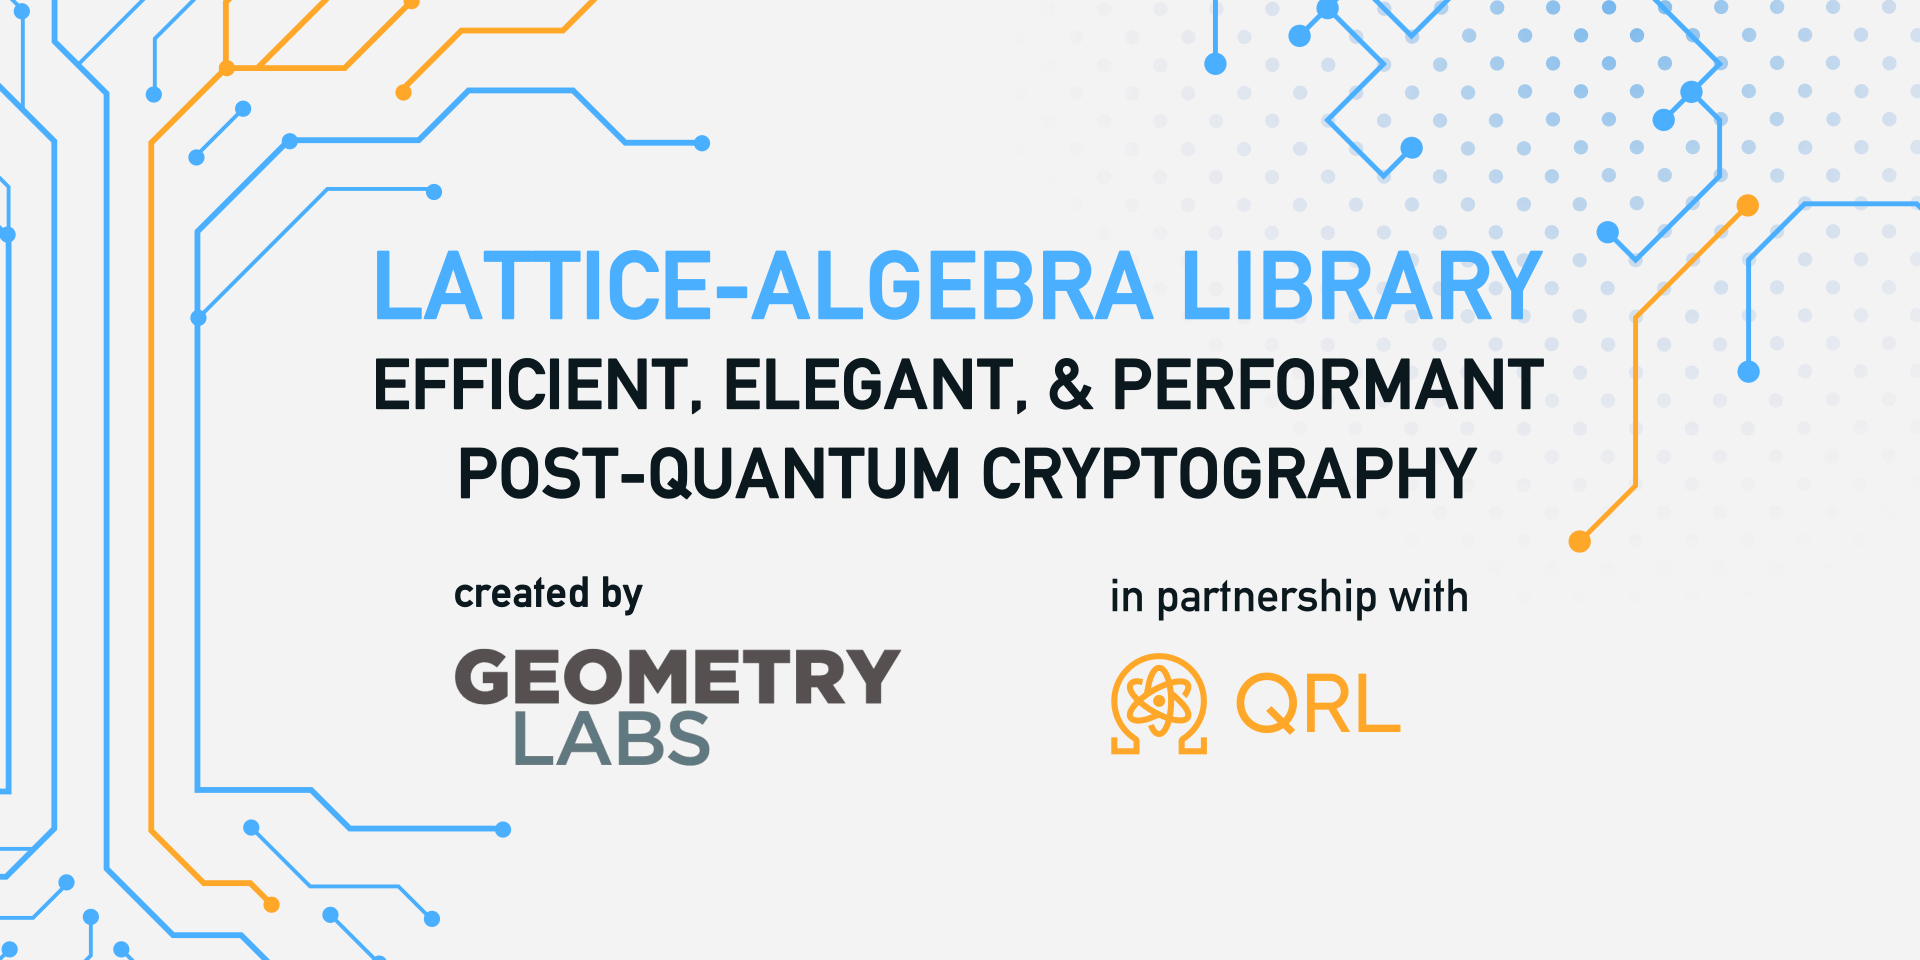 LATTICE-ALGEBRA LIBRARY
EFFICIENT, ELEGANT, & PERFORMANT
POST-QUANTUM CRYPTOGRAPHY
created by
GEOMETRY
LABS
in partnership with
QRL